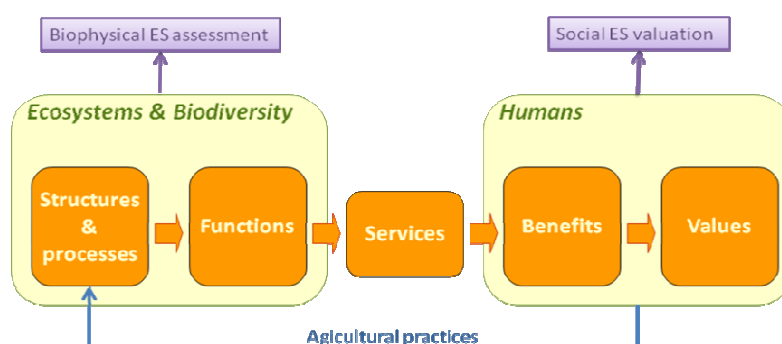 Biophysical ES assessment
Social ES valuation
Ecosystems & Biodiversity
Humans
Structures
&
processes
Functions
Services
Benefits
Values
Agicultural practices